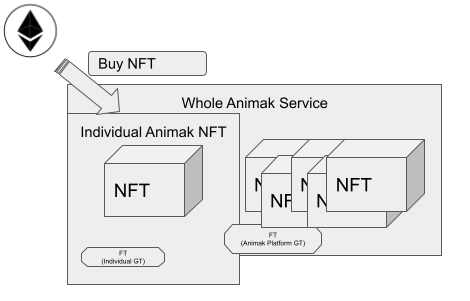 Buy NFT
Whole Animak Service
Individual Animak NFT
NFT
NFT
FT
(Individual GT)
FT
(Animak Platform GT)